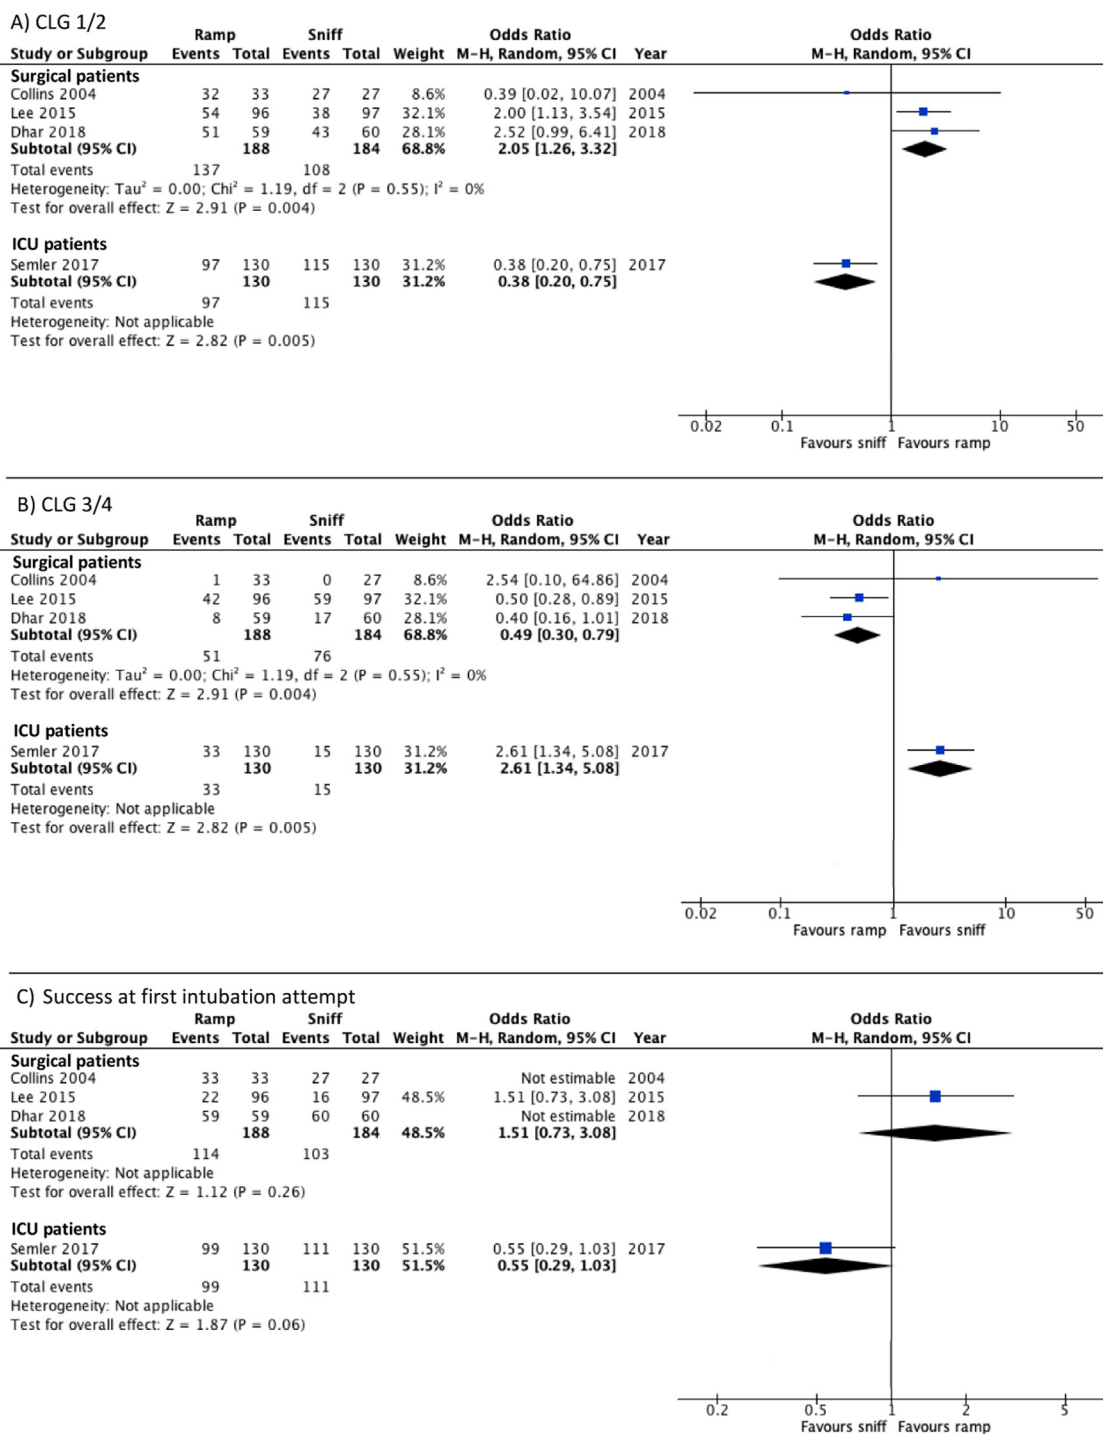 A) CLG 1/2
Ramp Sniff Odds Ratio Odds Ratio
Study or Subgroup Events Total Events Total Weight M-H, Random, 95% CI Year M-H, Random, 95% CI
Surgical patients
Collins 2004 32 33 27 27 8.6% 0.39 [0.02, 10.07] 2004
Lee 2015 54 96 38 97 32.1% 2.00 [1.13, 3.54] 2015
Dhar 2018 51 59 43 60 28.1% 2.52 [0.99, 6.41] 2018
Subtotal (95% CI) 188 184 68.8% 2.05 [1.26, 3.32]
Total events 137 108
Heterogeneity: Tau² = 0.00; Chi² = 1.19, df = 2 (P = 0.55); I² = 0%
Test for overall effect: Z = 2.91 (P = 0.004)
ICU patients
Semler 2017 97 130 115 130 31.2% 0.38 [0.20, 0.75] 2017
Subtotal (95% CI) 130 130 31.2% 0.38 [0.20, 0.75]
Total events 97 115
Heterogeneity: Not applicable
Test for overall effect: Z = 2.82 (P = 0.005)
0.02 0.1 1 10 50
Favours sniff Favours ramp
B) CLG 3/4
Ramp Sniff Odds Ratio Odds Ratio
Study or Subgroup Events Total Events Total Weight M-H, Random, 95% CI Year M-H, Random, 95% CI
Surgical patients
Collins 2004 1 33 0 27 8.6% 2.54 [0.10, 64.86] 2004
Lee 2015 42 96 59 97 32.1% 0.50 [0.28, 0.89] 2015
Dhar 2018 8 59 17 60 28.1% 0.40 [0.16, 1.01] 2018
Subtotal (95% CI) 188 184 68.8% 0.49 [0.30, 0.79]
Total events 51 76
Heterogeneity: Tau² = 0.00; Chi² = 1.19, df = 2 (P = 0.55); I² = 0%
Test for overall effect: Z = 2.91 (P = 0.004)
ICU patients
Semler 2017 33 130 15 130 31.2% 2.61 [1.34, 5.08] 2017
Subtotal (95% CI) 130 130 31.2% 2.61 [1.34, 5.08]
Total events 33 15
Heterogeneity: Not applicable
Test for overall effect: Z = 2.82 (P = 0.005)
0.02 0.1 1 10 50
Favours ramp Favours sniff
C) Success at first intubation attempt
Ramp Sniff Odds Ratio Odds Ratio
Study or Subgroup Events Total Events Total Weight M-H, Random, 95% CI Year M-H, Random, 95% CI
Surgical patients
Collins 2004 33 33 27 27 Not estimable 2004
Lee 2015 22 96 16 97 48.5% 1.51 [0.73, 3.08] 2015
Dhar 2018 59 59 60 60 Not estimable 2018
Subtotal (95% CI) 188 184 48.5% 1.51 [0.73, 3.08]
Total events 114 103
Heterogeneity: Not applicable
Test for overall effect: Z = 1.12 (P = 0.26)
ICU patients
Semler 2017 99 130 111 130 51.5% 0.55 [0.29, 1.03] 2017
Subtotal (95% CI) 130 130 51.5% 0.55 [0.29, 1.03]
Total events 99 111
Heterogeneity: Not applicable
Test for overall effect: Z = 1.87 (P = 0.06)
0.2 0.5 1 2 5
Favours sniff Favours ramp